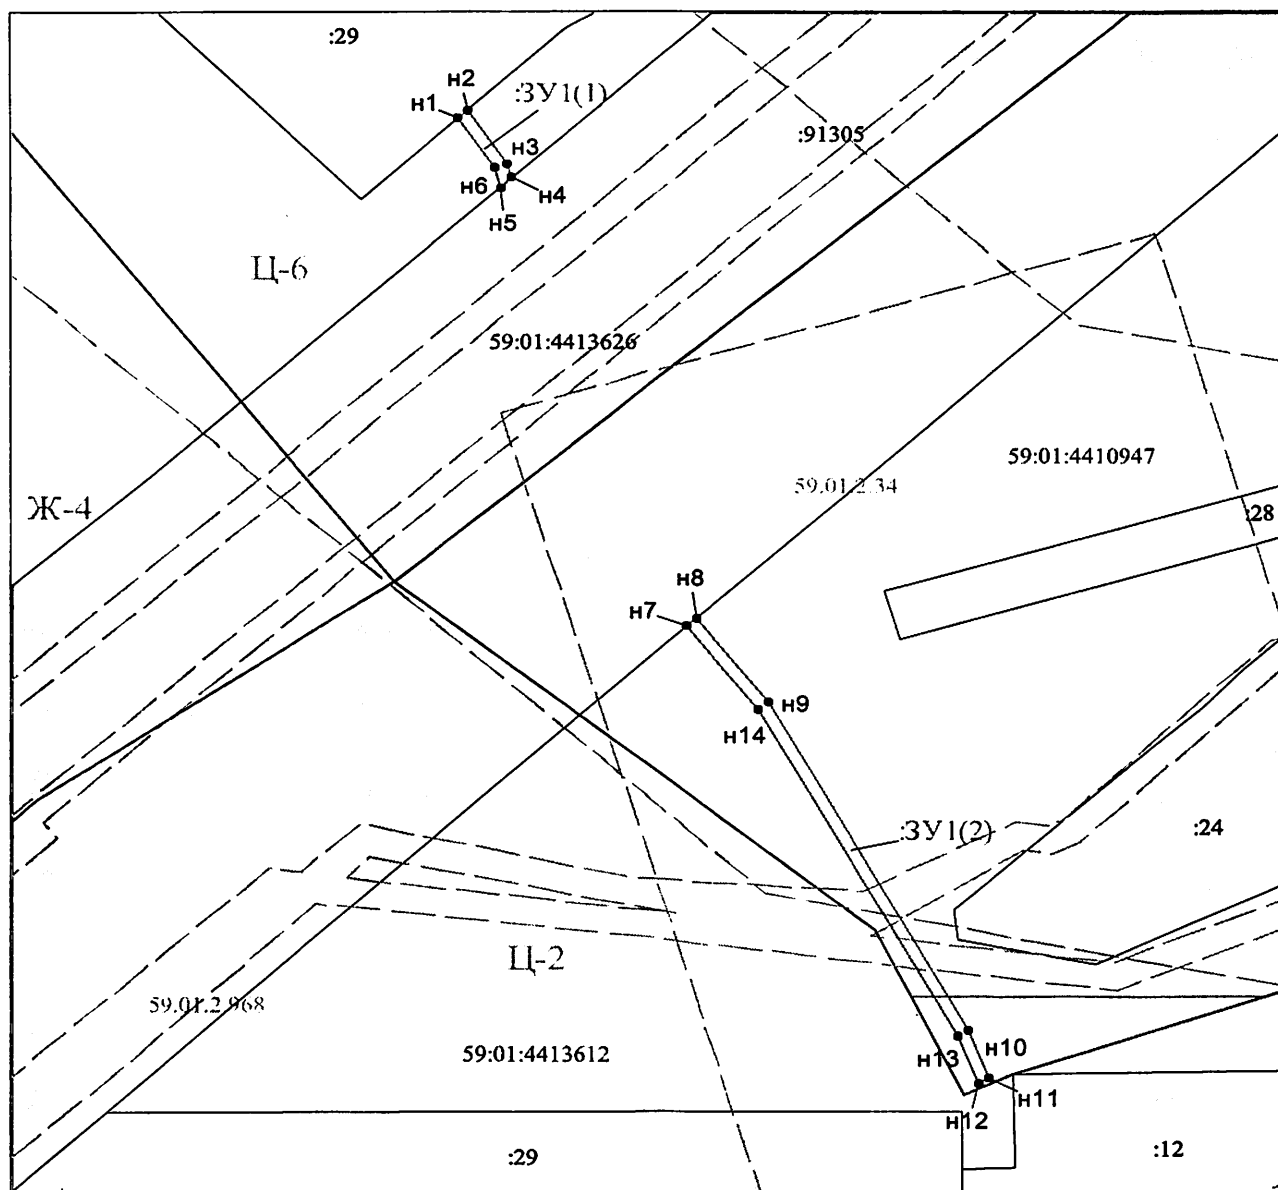 :29
н2
:ЗУ1(1)
н1
:91305
н3
н6
н4
н5
Ц-6
59:01:4413626
59:01:4410947
59.01.2.34
Ж-4
:28
н8
н7
н9
н14
:ЗУ1(2)
:24
Ц-2
59.01.2.968
59:01:4413612
н13
н10
н11
н12
:29
:12